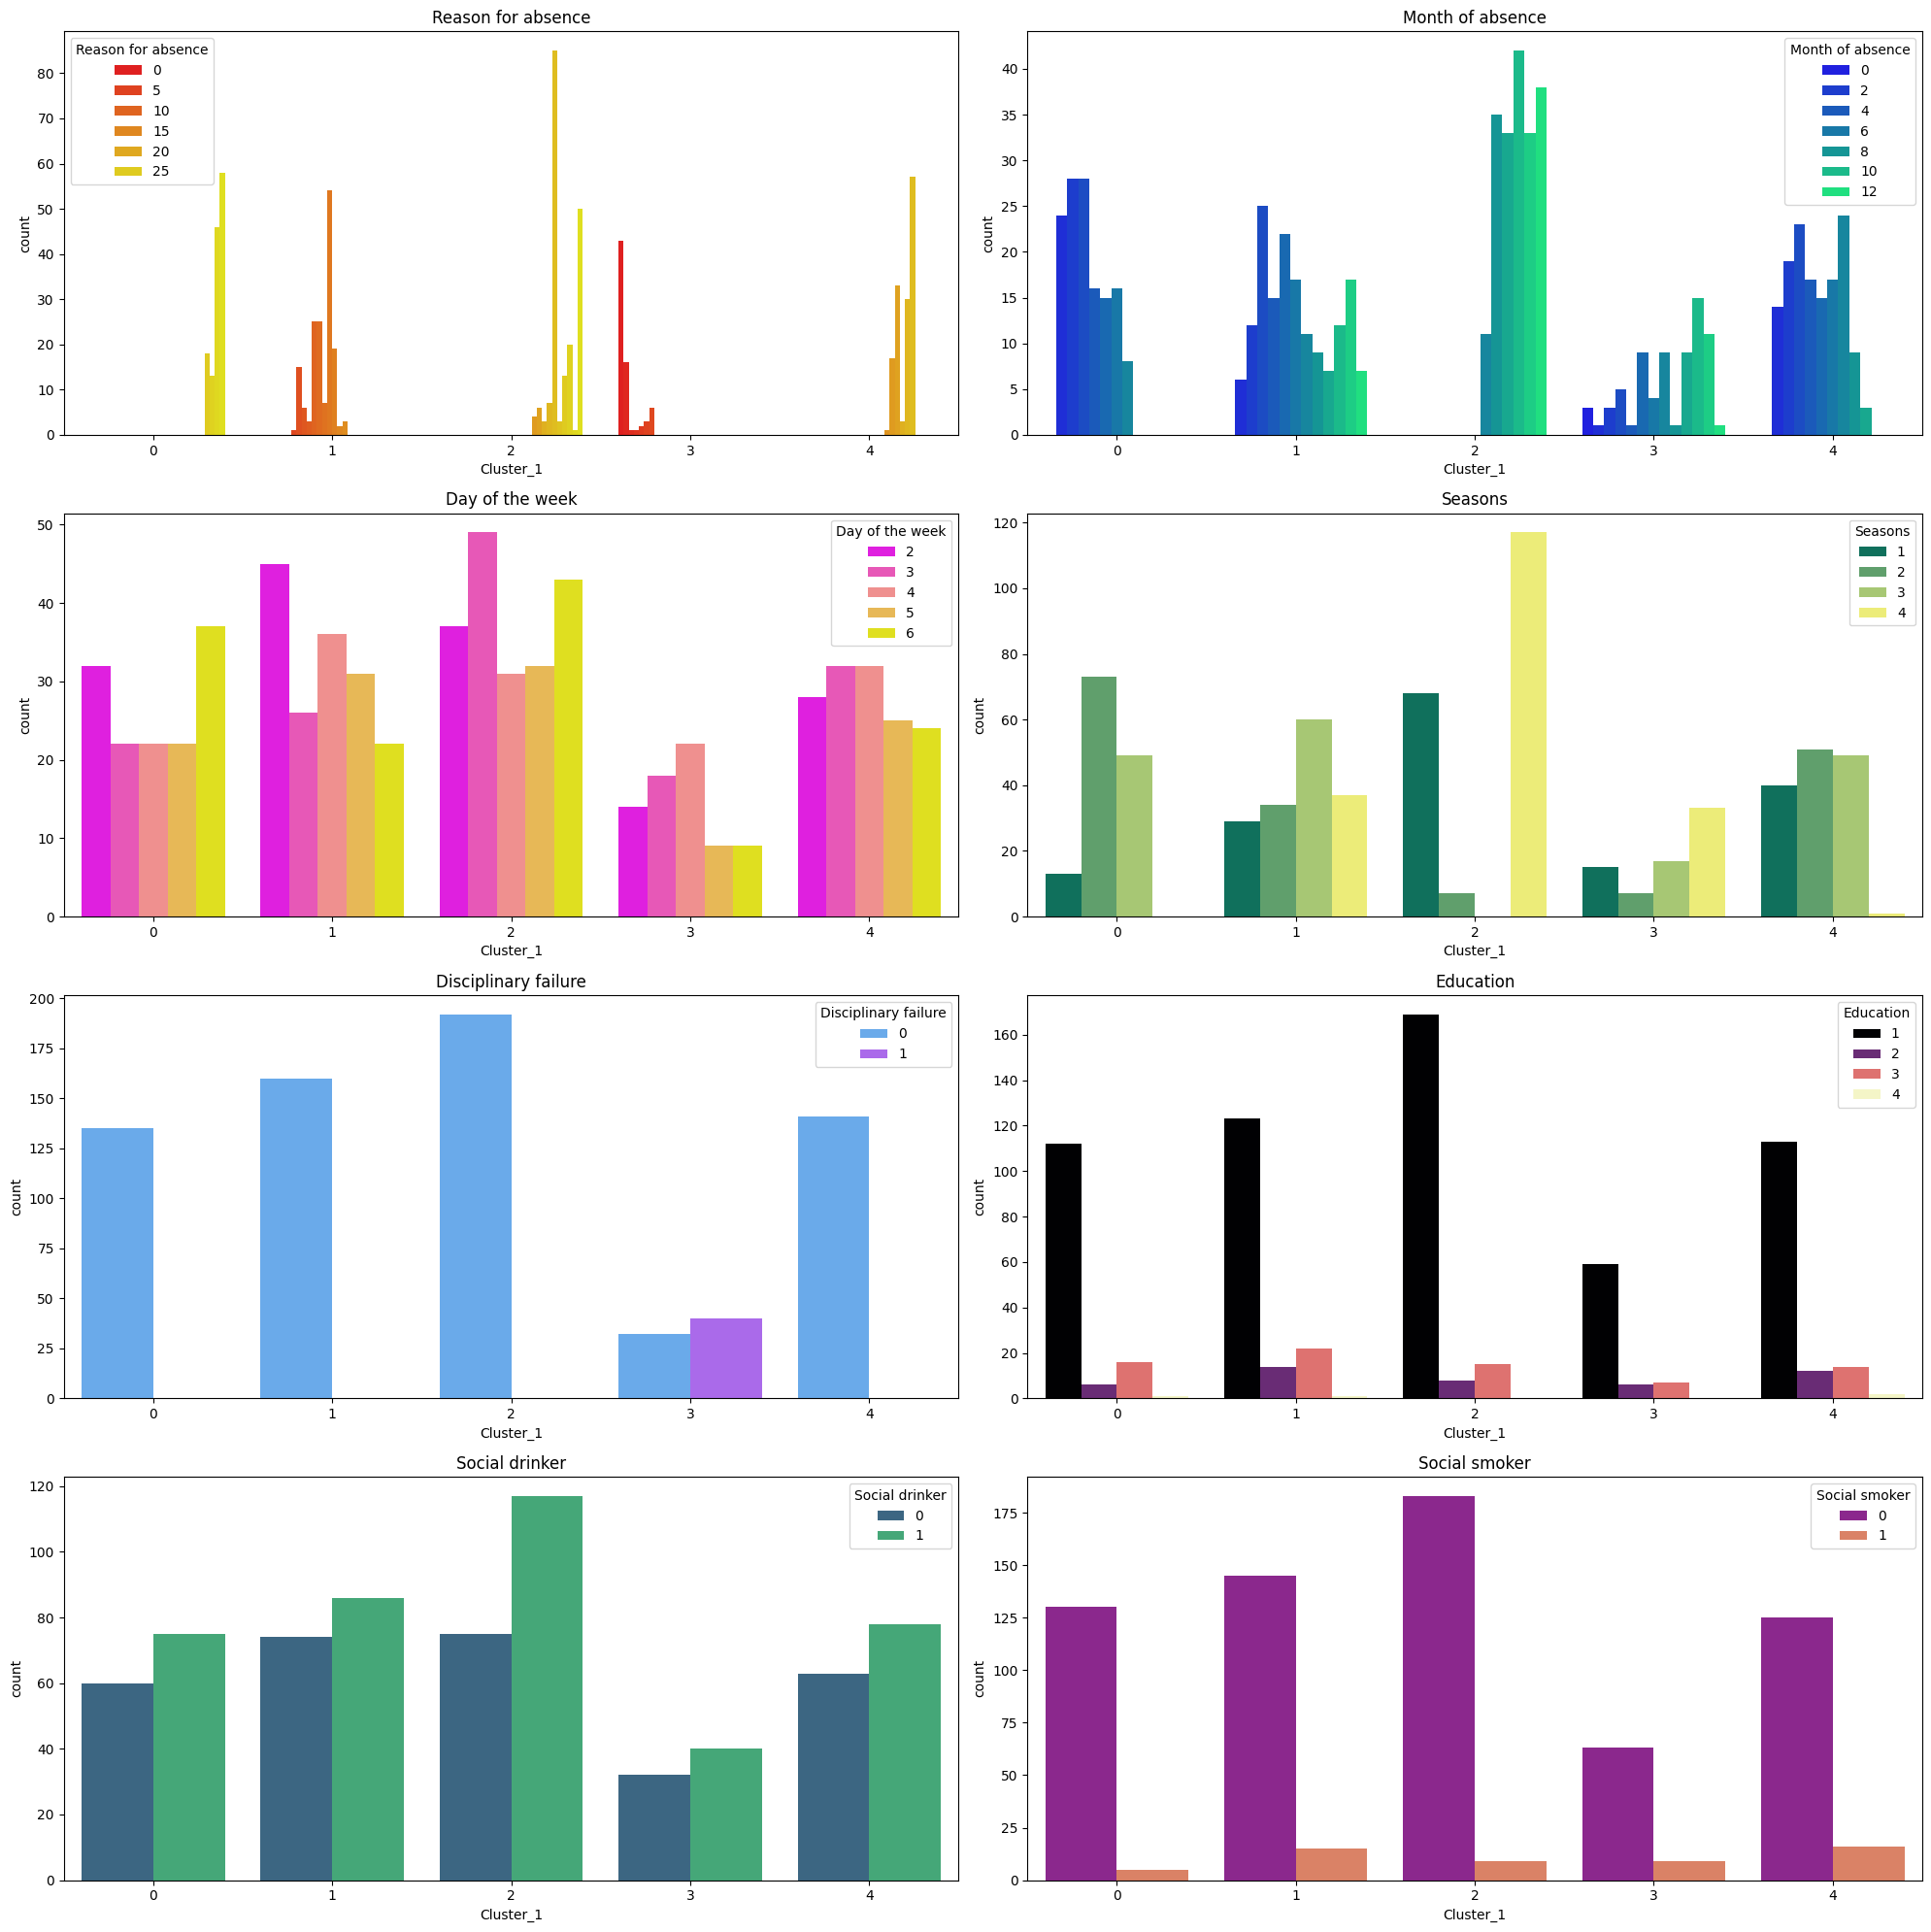 Reason for absence
Reason for absence
0
5
10
15
20
25
80
70
60
50
40
30
20
10
0
count
0 1 2 3 4
Cluster_1
Month of absence
Month of absence
0
2
4
6
8
10
12
40
35
30
25
20
15
10
5
0
count
0 1 2 3 4
Cluster_1
Day of the week
Day of the week
2
3
4
5
6
50
40
30
20
10
0
count
0 1 2 3 4
Cluster_1
Seasons
Seasons
1
2
3
4
120
100
80
60
40
20
0
count
0 1 2 3 4
Cluster_1
Disciplinary failure
Disciplinary failure
0
1
200
175
150
125
100
75
50
25
0
count
0 1 2 3 4
Cluster_1
Education
Education
1
2
3
4
160
140
120
100
80
60
40
20
0
count
0 1 2 3 4
Cluster_1
Social drinker
Social drinker
0
1
120
100
80
60
40
20
0
count
0 1 2 3 4
Cluster_1
Social smoker
Social smoker
0
1
175
150
125
100
75
50
25
0
count
0 1 2 3 4
Cluster_1